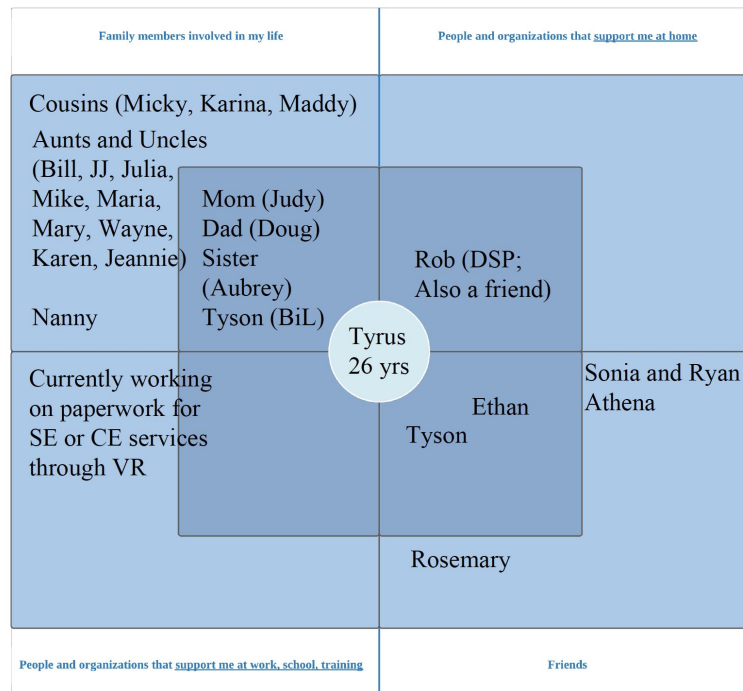 Family members involved in my life
People and organizations that support me at home
Cousins (Micky, Karina, Maddy)
Aunts and Uncles
(Bill, JJ, Julia,
Mike, Maria,
Mary, Wayne,
Karen, Jeannie)
Nanny
Mom (Judy)
Dad (Doug)
Sister
(Aubrey)
Tyson (BiL)
Rob (DSP;
Also a friend)
Tyrus
26 yrs
Currently working
on paperwork for
SE or CE services
through VR
Ethan
Tyson
Sonia and Ryan
Athena
Rosemary
People and organizations that support me at work, school, training
Friends